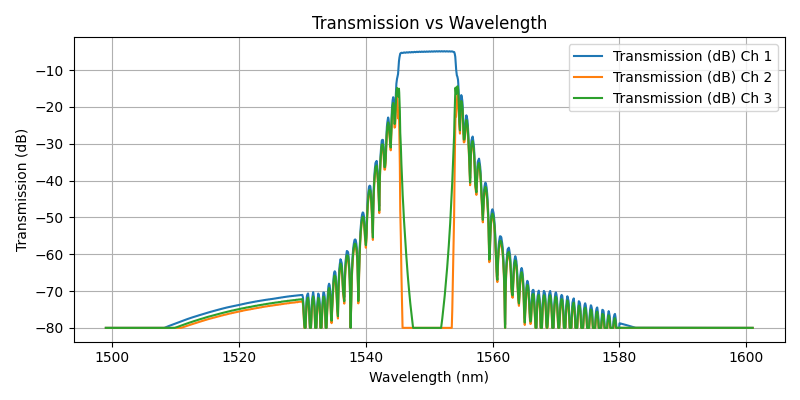 Transmission vs Wavelength
Transmission (dB) Ch 1
Transmission (dB) Ch 2
Transmission (dB) Ch 3
Transmission (dB)
−10
−20
−30
−40
−50
−60
−70
−80
1500
1520
1540
1560
1580
1600
Wavelength (nm)